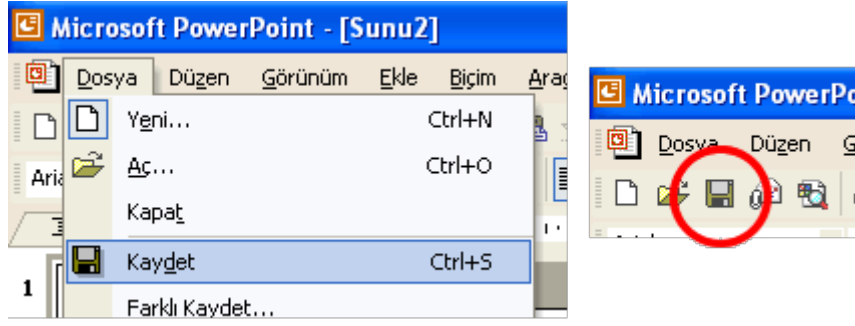 Microsoft PowerPoint - [Sunu2]
Dosya Düzen Görünüm Ekle Biçim
Yeni... Ctrl+N
Aç... Ctrl+O
Kapat
Kaydet Ctrl+S
Farklı Kaydet...
1
Microsoft
Dosya Düzen